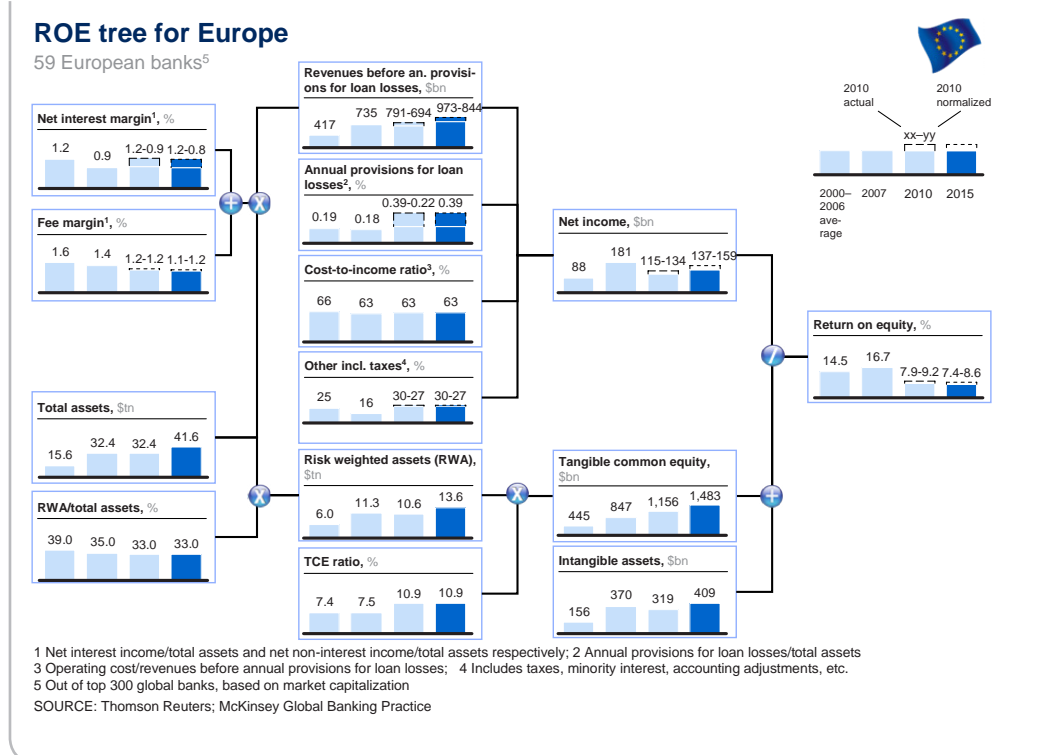 ROE tree for Europe
59 European banks5
2010 actual
2010 normalized
xx–yy
2000–2006 ave-rage
2007
2010
2015
Net interest margin1, %
1.2 0.9 1.2-0.9 1.2-0.8
Fee margin1, %
1.6 1.4 1.2-1.2 1.1-1.2
Total assets, $tn
15.6 32.4 32.4 41.6
RWA/total assets, %
39.0 35.0 33.0 33.0
+
X
X
Revenues before an. provisi-
ons for loan losses, $bn
417 735 791-694 973-844
Annual provisions for loan
losses2, %
0.19 0.18 0.39-0.22 0.39
Cost-to-income ratio3, %
66 63 63 63
Other incl. taxes4, %
25 16 30-27 30-27
Risk weighted assets (RWA),
$tn
6.0 11.3 10.6 13.6
TCE ratio, %
7.4 7.5 10.9 10.9
X
Net income, $bn
88 181 115-134 137-159
Tangible common equity,
$bn
445 847 1,156 1,483
Intangible assets, $bn
156 370 319 409
/
+
Return on equity, %
14.5 16.7 7.9-9.2 7.4-8.6
1 Net interest income/total assets and net non-interest income/total assets respectively; 2 Annual provisions for loan losses/total assets
3 Operating cost/revenues before annual provisions for loan losses; 4 Includes taxes, minority interest, accounting adjustments, etc.
5 Out of top 300 global banks, based on market capitalization
SOURCE: Thomson Reuters; McKinsey Global Banking Practice